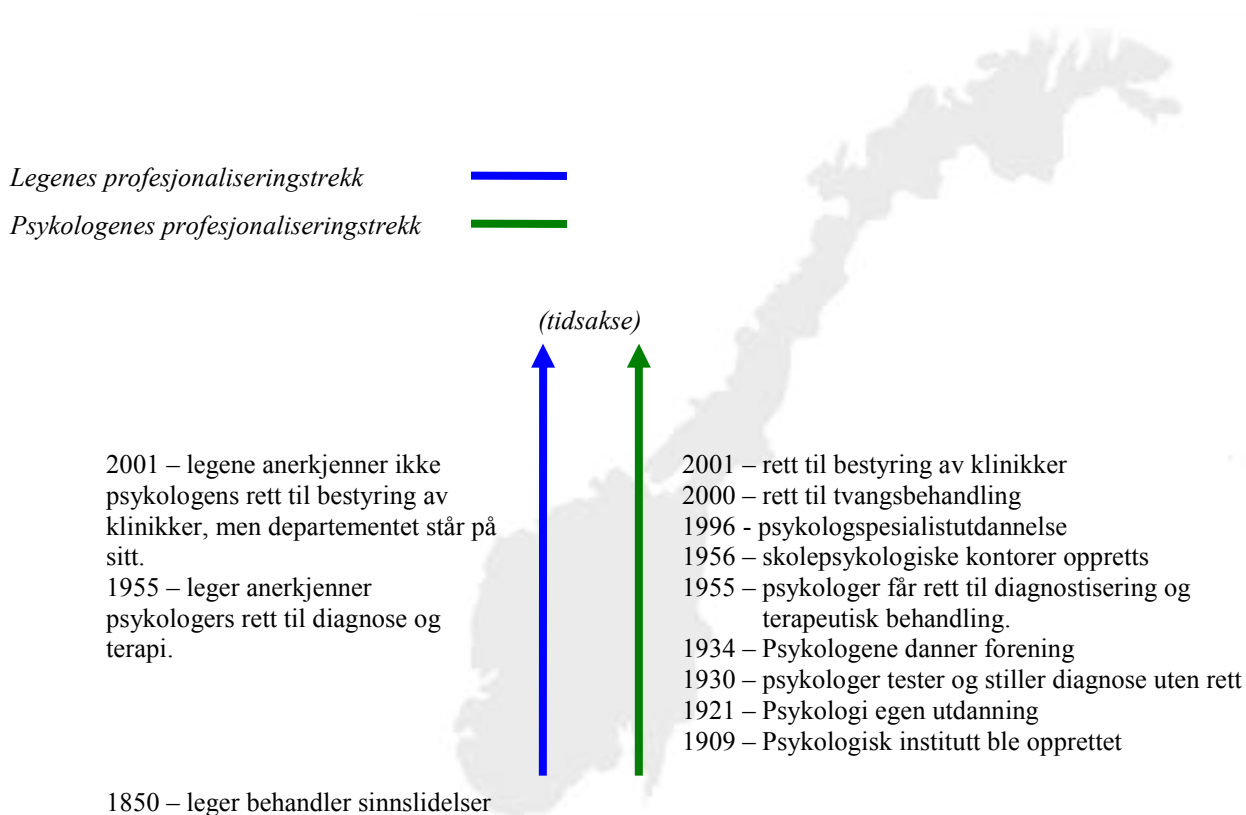 Legenes profesjonaliseringstrekk
Psykologenes profesjonaliseringstrekk
(tidsakse)
2001 – legene anerkjenner ikke
psykologens rett til bestyring av
klinikker, men departementet står på
sitt.
1955 – leger anerkjenner
psykologers rett til diagnose og
terapi.
1850 – leger behandler sinnslidelser
2001 – rett til bestyring av klinikker
2000 – rett til tvangsbehandling
1996 - psykologspesialistutdannelse
1956 – skolepsykologiske kontorer oppretts
1955 – psykologer får rett til diagnostisering og
terapeutisk behandling.
1934 – Psykologene danner forening
1930 – psykologer tester og stiller diagnose uten rett
1921 – Psykologi egen utdanning
1909 – Psykologisk institutt ble opprettet